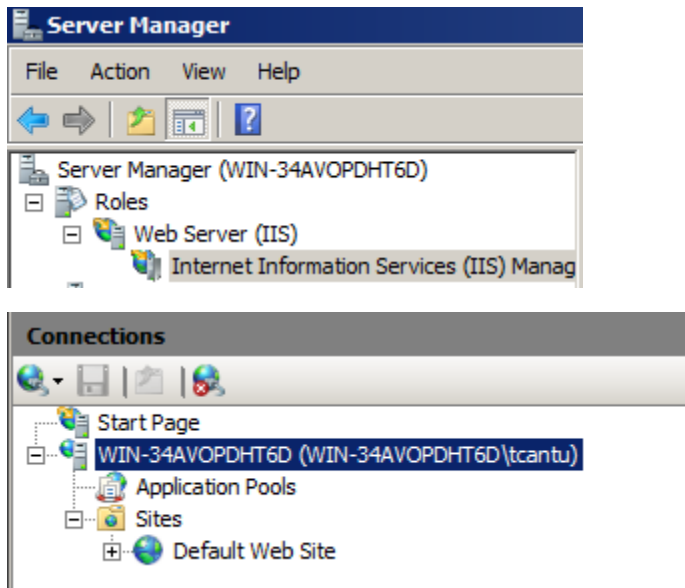 Server Manager
File Action View Help
Server Manager (WIN-34AVOPDHT6D)
Roles
Web Server (IIS)
Internet Information Services (IIS) Manag
Connections
Start Page
WIN-34AVOPDHT6D (WIN-34AVOPDHT6D\tcantu)
Application Pools
Sites
Default Web Site